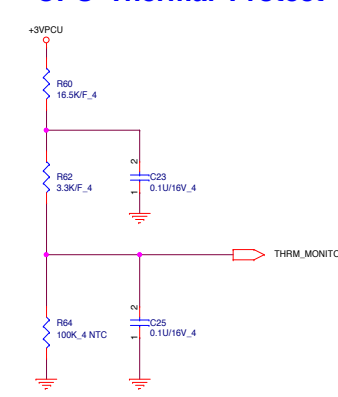 +3VPCU
R60
16.5K/F_4
2
R62
3.3K/F_4
C23
0.1U/16V_4
1
THRM_MONITO
2
R64
100K_4 NTC
C25
0.1U/16V_4
1